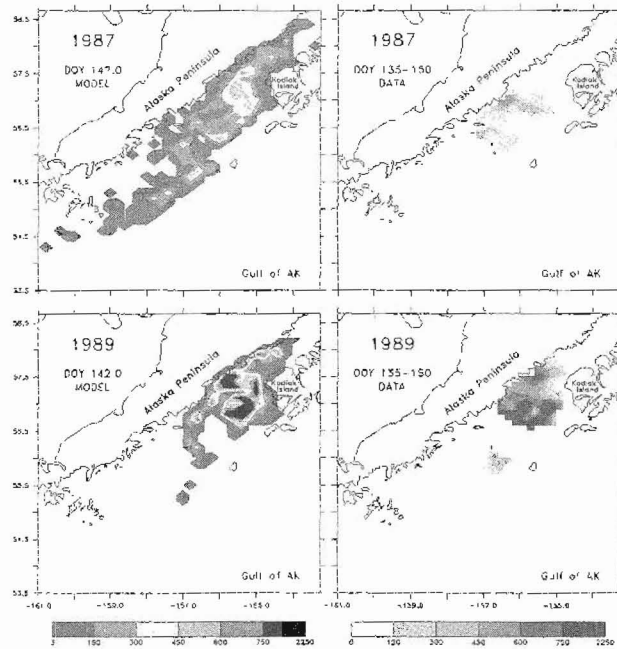 1987
DOY 147.0
MODEL
Alaska Peninsula
Kodiak
Island
Gulf of AK
1987
DOY 135-150
DATA
Alaska Peninsula
Kodiak
Island
Gulf of AK
1989
DOY 142.0
MODEL
Alaska Peninsula
Kodiak
Island
Gulf of AK
-161.0 -159.0 -157.0 -155.0
1989
DOY 135-150
DATA
Alaska Peninsula
Kodiak
Island
Gulf of AK
-161.0 -159.0 -157.0 -155.0
150 300 450 600 750 2250
0 150 300 450 600 750 2250